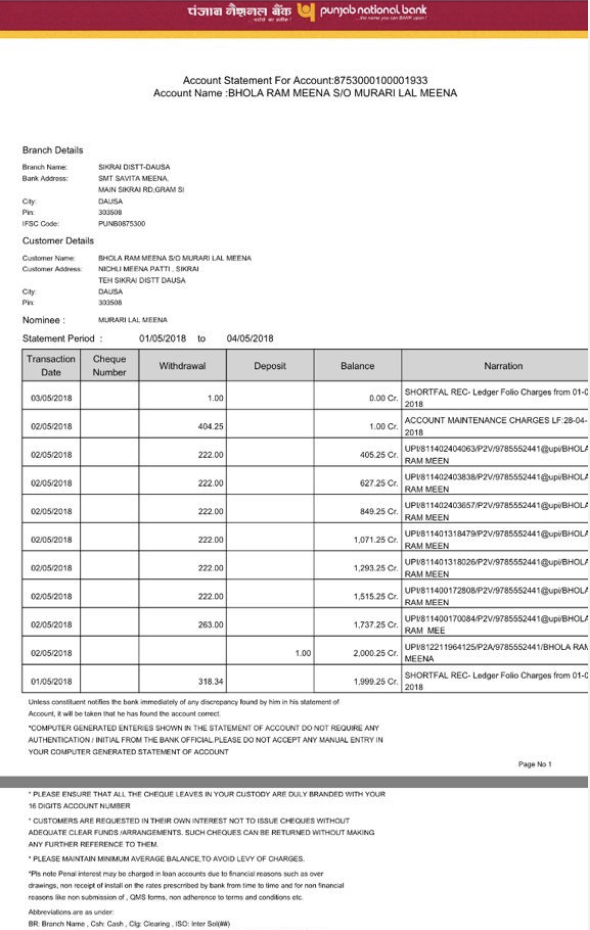 पंजाब नैशनल बैंक punjab national bank
...भरोसे का प्रतीक ! ...the name you can BANK upon !
Account Statement For Account:8753000100001933
Account Name :BHOLA RAM MEENA S/O MURARI LAL MEENA
Branch Details
Branch Name: SIKRAI DISTT-DAUSA
Bank Address: SMT SAVITA MEENA,
MAIN SIKRAI RD,GRAM SI
City: DAUSA
Pin: 303508
IFSC Code: PUNB0875300
Customer Details
Customer Name: BHOLA RAM MEENA S/O MURARI LAL MEENA
Customer Address: NICHLI MEENA PATTI , SIKRAI
TEH SIKRAI DISTT DAUSA
City: DAUSA
Pin: 303508
Nominee : MURARI LAL MEENA
Statement Period : 01/05/2018 to 04/05/2018
Transaction Date Cheque Number Withdrawal Deposit Balance Narration
03/05/2018 1.00 0.00 Cr. SHORTFAL REC- Ledger Folio Charges from 01-0
2018
02/05/2018 404.25 1.00 Cr. ACCOUNT MAINTENANCE CHARGES LF:28-04-
2018
02/05/2018 222.00 405.25 Cr. UPI/811402404063/P2V/9785552441@upi/BHOLA
RAM MEEN
02/05/2018 222.00 627.25 Cr. UPI/811402403838/P2V/9785552441@upi/BHOLA
RAM MEEN
02/05/2018 222.00 849.25 Cr. UPI/811402403657/P2V/9785552441@upi/BHOLA
RAM MEEN
02/05/2018 222.00 1,071.25 Cr. UPI/811401318479/P2V/9785552441@upi/BHOLA
RAM MEEN
02/05/2018 222.00 1,293.25 Cr. UPI/811401318026/P2V/9785552441@upi/BHOLA
RAM MEEN
02/05/2018 222.00 1,515.25 Cr. UPI/811400172808/P2V/9785552441@upi/BHOLA
RAM MEEN
02/05/2018 263.00 1,737.25 Cr. UPI/811400170084/P2V/9785552441@upi/BHOLA
RAM MEE
02/05/2018 1.00 2,000.25 Cr. UPI/812211964125/P2A/9785552441/BHOLA RAM
MEENA
01/05/2018 318.34 1,999.25 Cr. SHORTFAL REC- Ledger Folio Charges from 01-0
2018
Unless constituent notifies the bank immediately of any discrepancy found by him in his statement of
Account, it will be taken that he has found the account correct.
*COMPUTER GENERATED ENTERIES SHOWN IN THE STATEMENT OF ACCOUNT DO NOT REQUIRE ANY
AUTHENTICATION / INITIAL FROM THE BANK OFFICIAL,PLEASE DO NOT ACCEPT ANY MANUAL ENTRY IN
YOUR COMPUTER GENERATED STATEMENT OF ACCOUNT
Page No 1
* PLEASE ENSURE THAT ALL THE CHEQUE LEAVES IN YOUR CUSTODY ARE DULY BRANDED WITH YOUR
16 DIGITS ACCOUNT NUMBER
* CUSTOMERS ARE REQUESTED IN THEIR OWN INTEREST NOT TO ISSUE CHEQUES WITHOUT
ADEQUATE CLEAR FUNDS /ARRANGEMENTS. SUCH CHEQUES CAN BE RETURNED WITHOUT MAKING
ANY FURTHER REFERENCE TO THEM.
* PLEASE MAINTAIN MINIMUM AVERAGE BALANCE,TO AVOID LEVY OF CHARGES.
*Pls note Penal interest may be charged in loan accounts due to financial reasons such as over
drawings, non receipt of install on the rates prescribed by bank from time to time and for non financial
reasons like non submission of , QMS forms, non adherence to terms and conditions etc.
Abbreviations are as under:
BR: Branch Name , Csh: Cash , Clg: Clearing , ISO: Inter Sol(##)